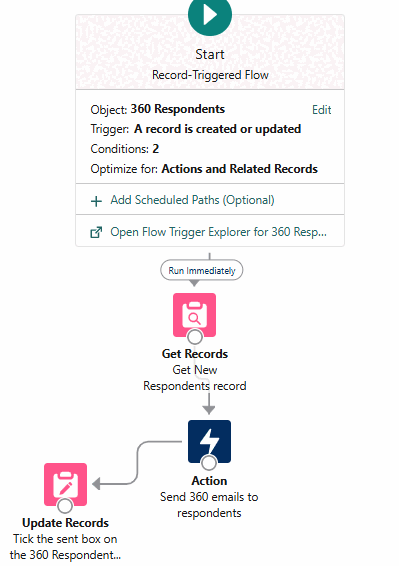 Start
Record-Triggered Flow
Object: 360 Respondents Edit
Trigger: A record is created or updated
Conditions: 2
Optimize for: Actions and Related Records
Add Scheduled Paths (Optional)
Open Flow Trigger Explorer for 360 Resp...
Run Immediately
Get Records
Get New
Respondents record
Action
Send 360 emails to
respondents
Update Records
Tick the sent box on
the 360 Respondent...